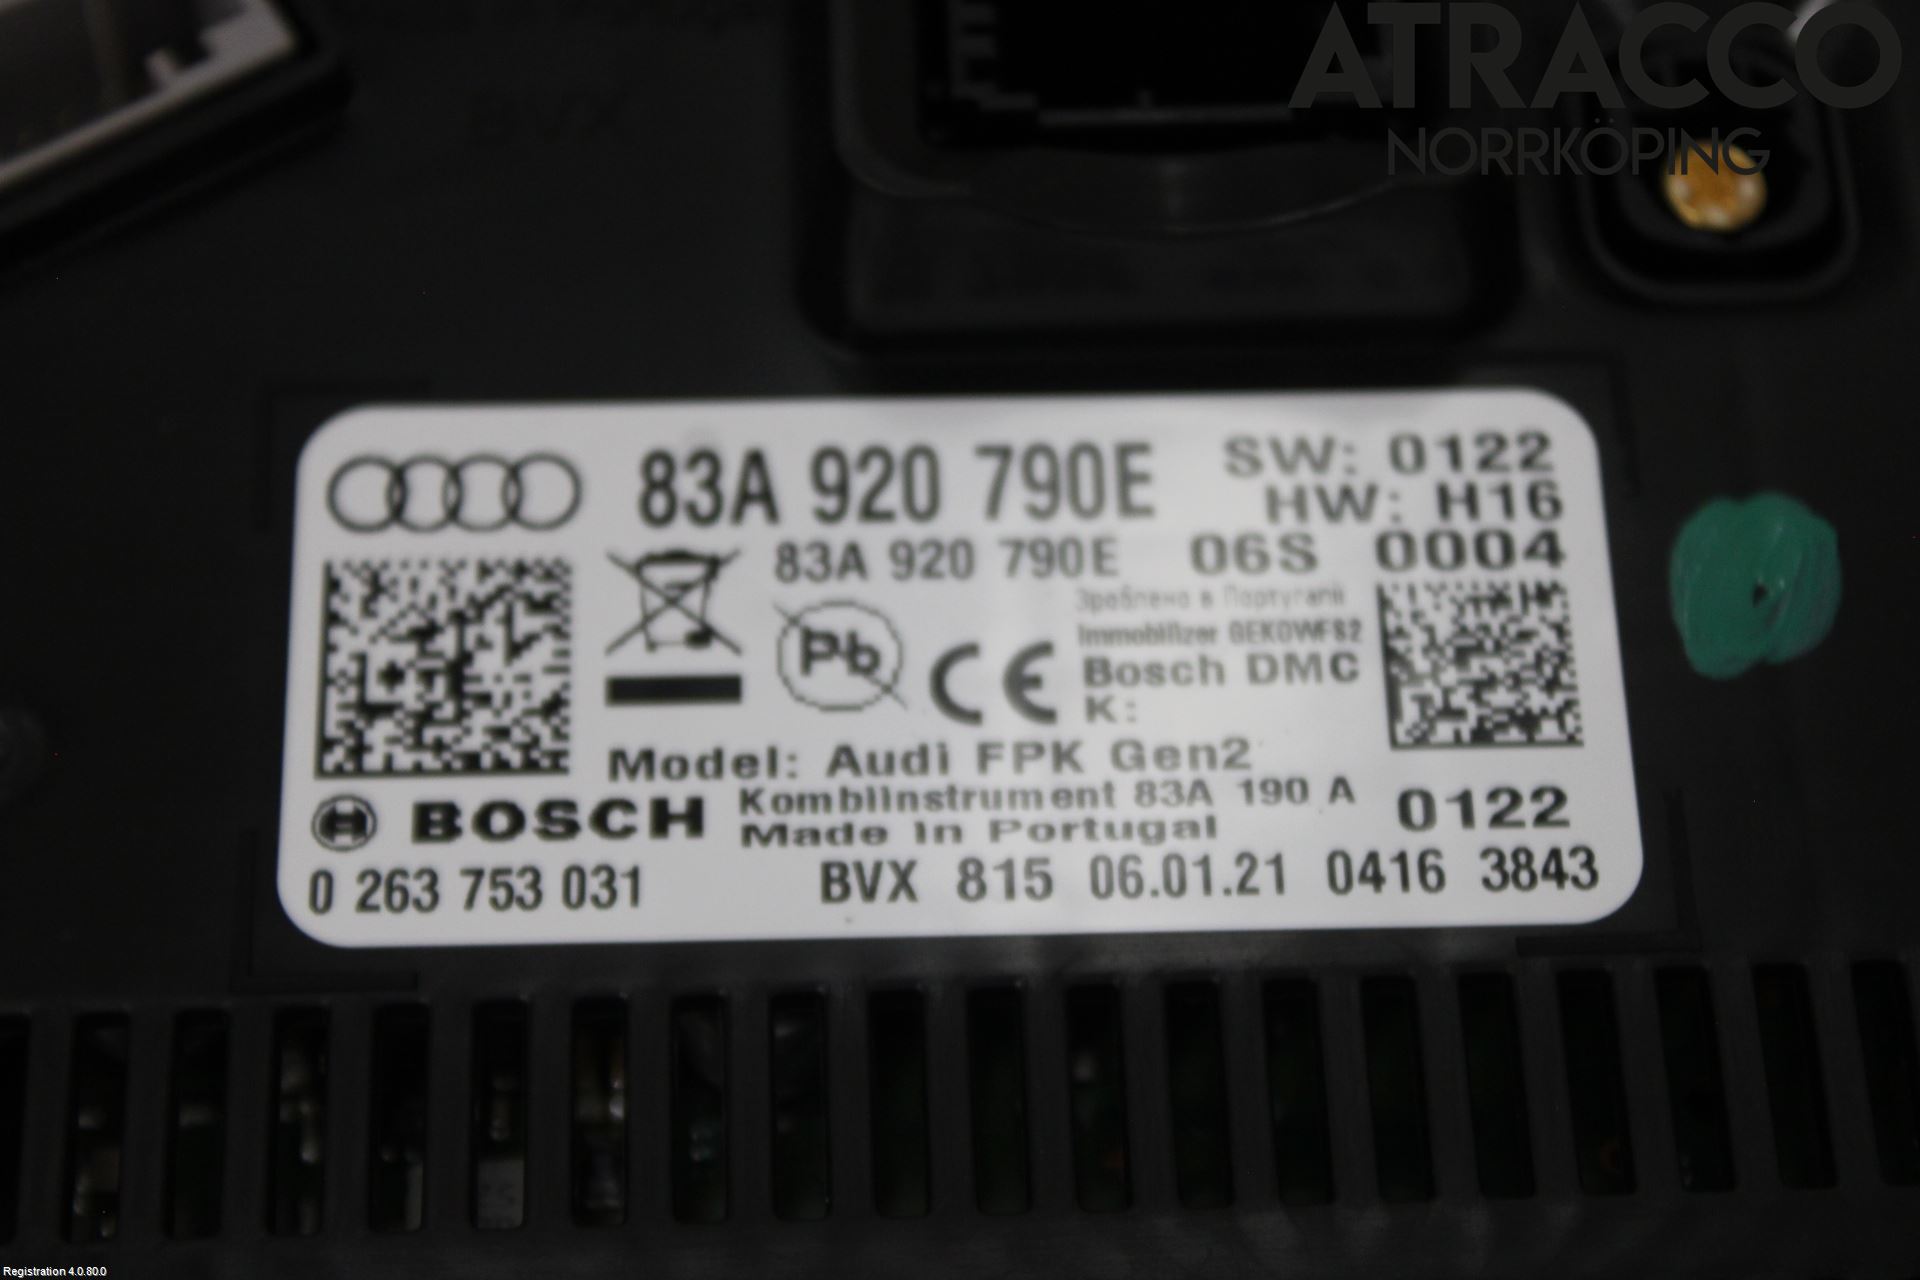 ATRACCO
NORRKÖPING
BVX
83A 920 790E SW: 0122
HW: H16
83A 920 790E 06S 0004
Зроблено в Португалії
Immobilizer
Bosch DMC
Pb
CE
K:
Model: Audi FPK Gen2
Kombiinstrument 83A 190 A
BOSCH
Made in Portugal
0122
0 263 753 031 BVX 815 06.01.21 0416 3843
Registration 4.0.80.0